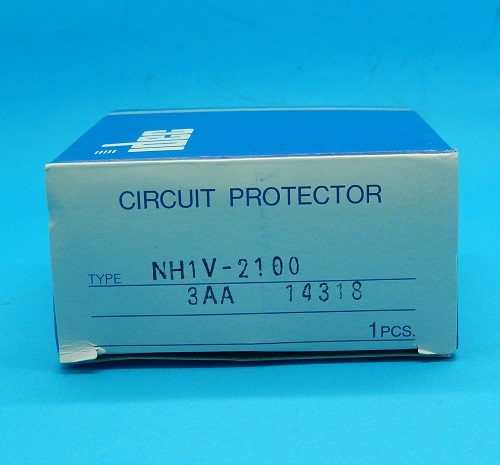 CIRCUIT PROTECTOR
TYPE NH1V-2100
3AA 14318
1PCS.